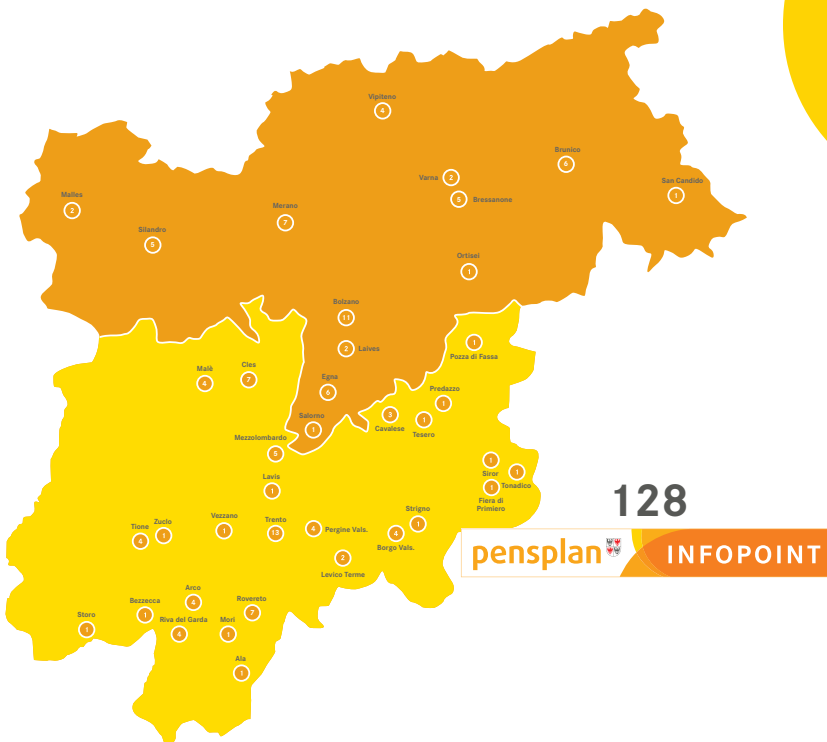 Vipiteno
4
Brunico
6
Varna
2
San Candido
1
Malles
2
5
Bressanone
Merano
7
Silandro
5
Ortisei
1
Bolzano
11
2
Laives
1
Pozza di Fassa
Egna
6
Malè
4
Cles
7
Predazzo
1
Salorno
1
3
Cavalese
1
Tesero
Mezzolombardo
5
1
Siror
1
Tonadico
1
Fiera di
Primiero
Lavis
1
128
pensplan INFOPOINT
Strigno
1
Tione
4
Zuclo
1
Vezzano
1
Trento
13
4
Pergine Vals.
4
Borgo Vals.
2
Levico Terme
Arco
4
Bezzecca
1
Rovereto
7
Storo
1
Riva del Garda
4
Mori
1
Ala
1